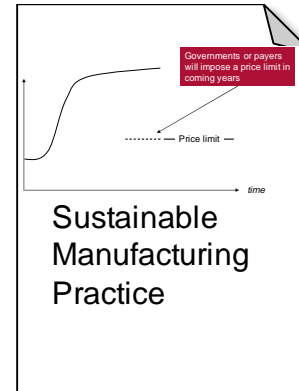 Governments or payers
will impose a price limit in
coming years
Price limit
time
Sustainable
Manufacturing
Practice